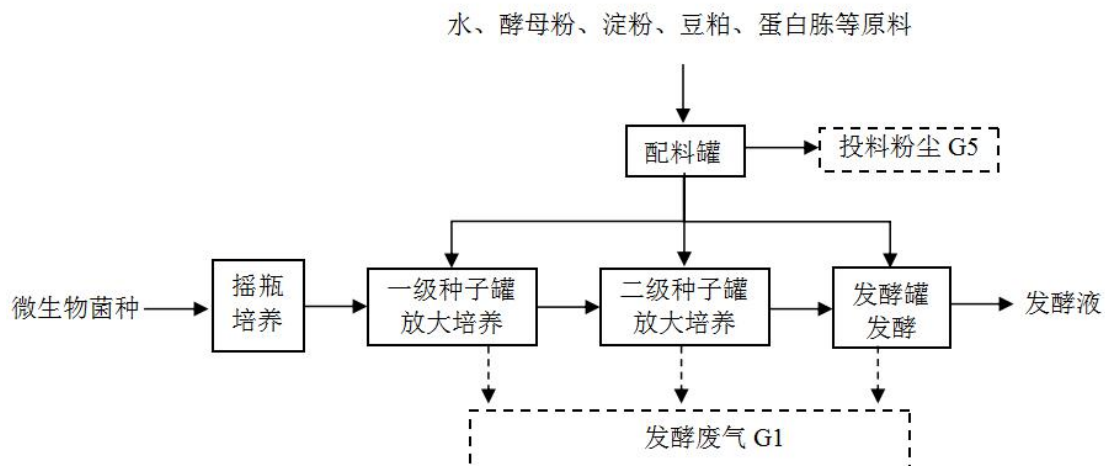 水、酵母粉、淀粉、豆粕、蛋白胨等原料
配料罐
投料粉尘 G5
微生物菌种
摇瓶
培养
一级种子罐
放大培养
二级种子罐
放大培养
发酵罐
发酵
发酵液
发酵废气 G1